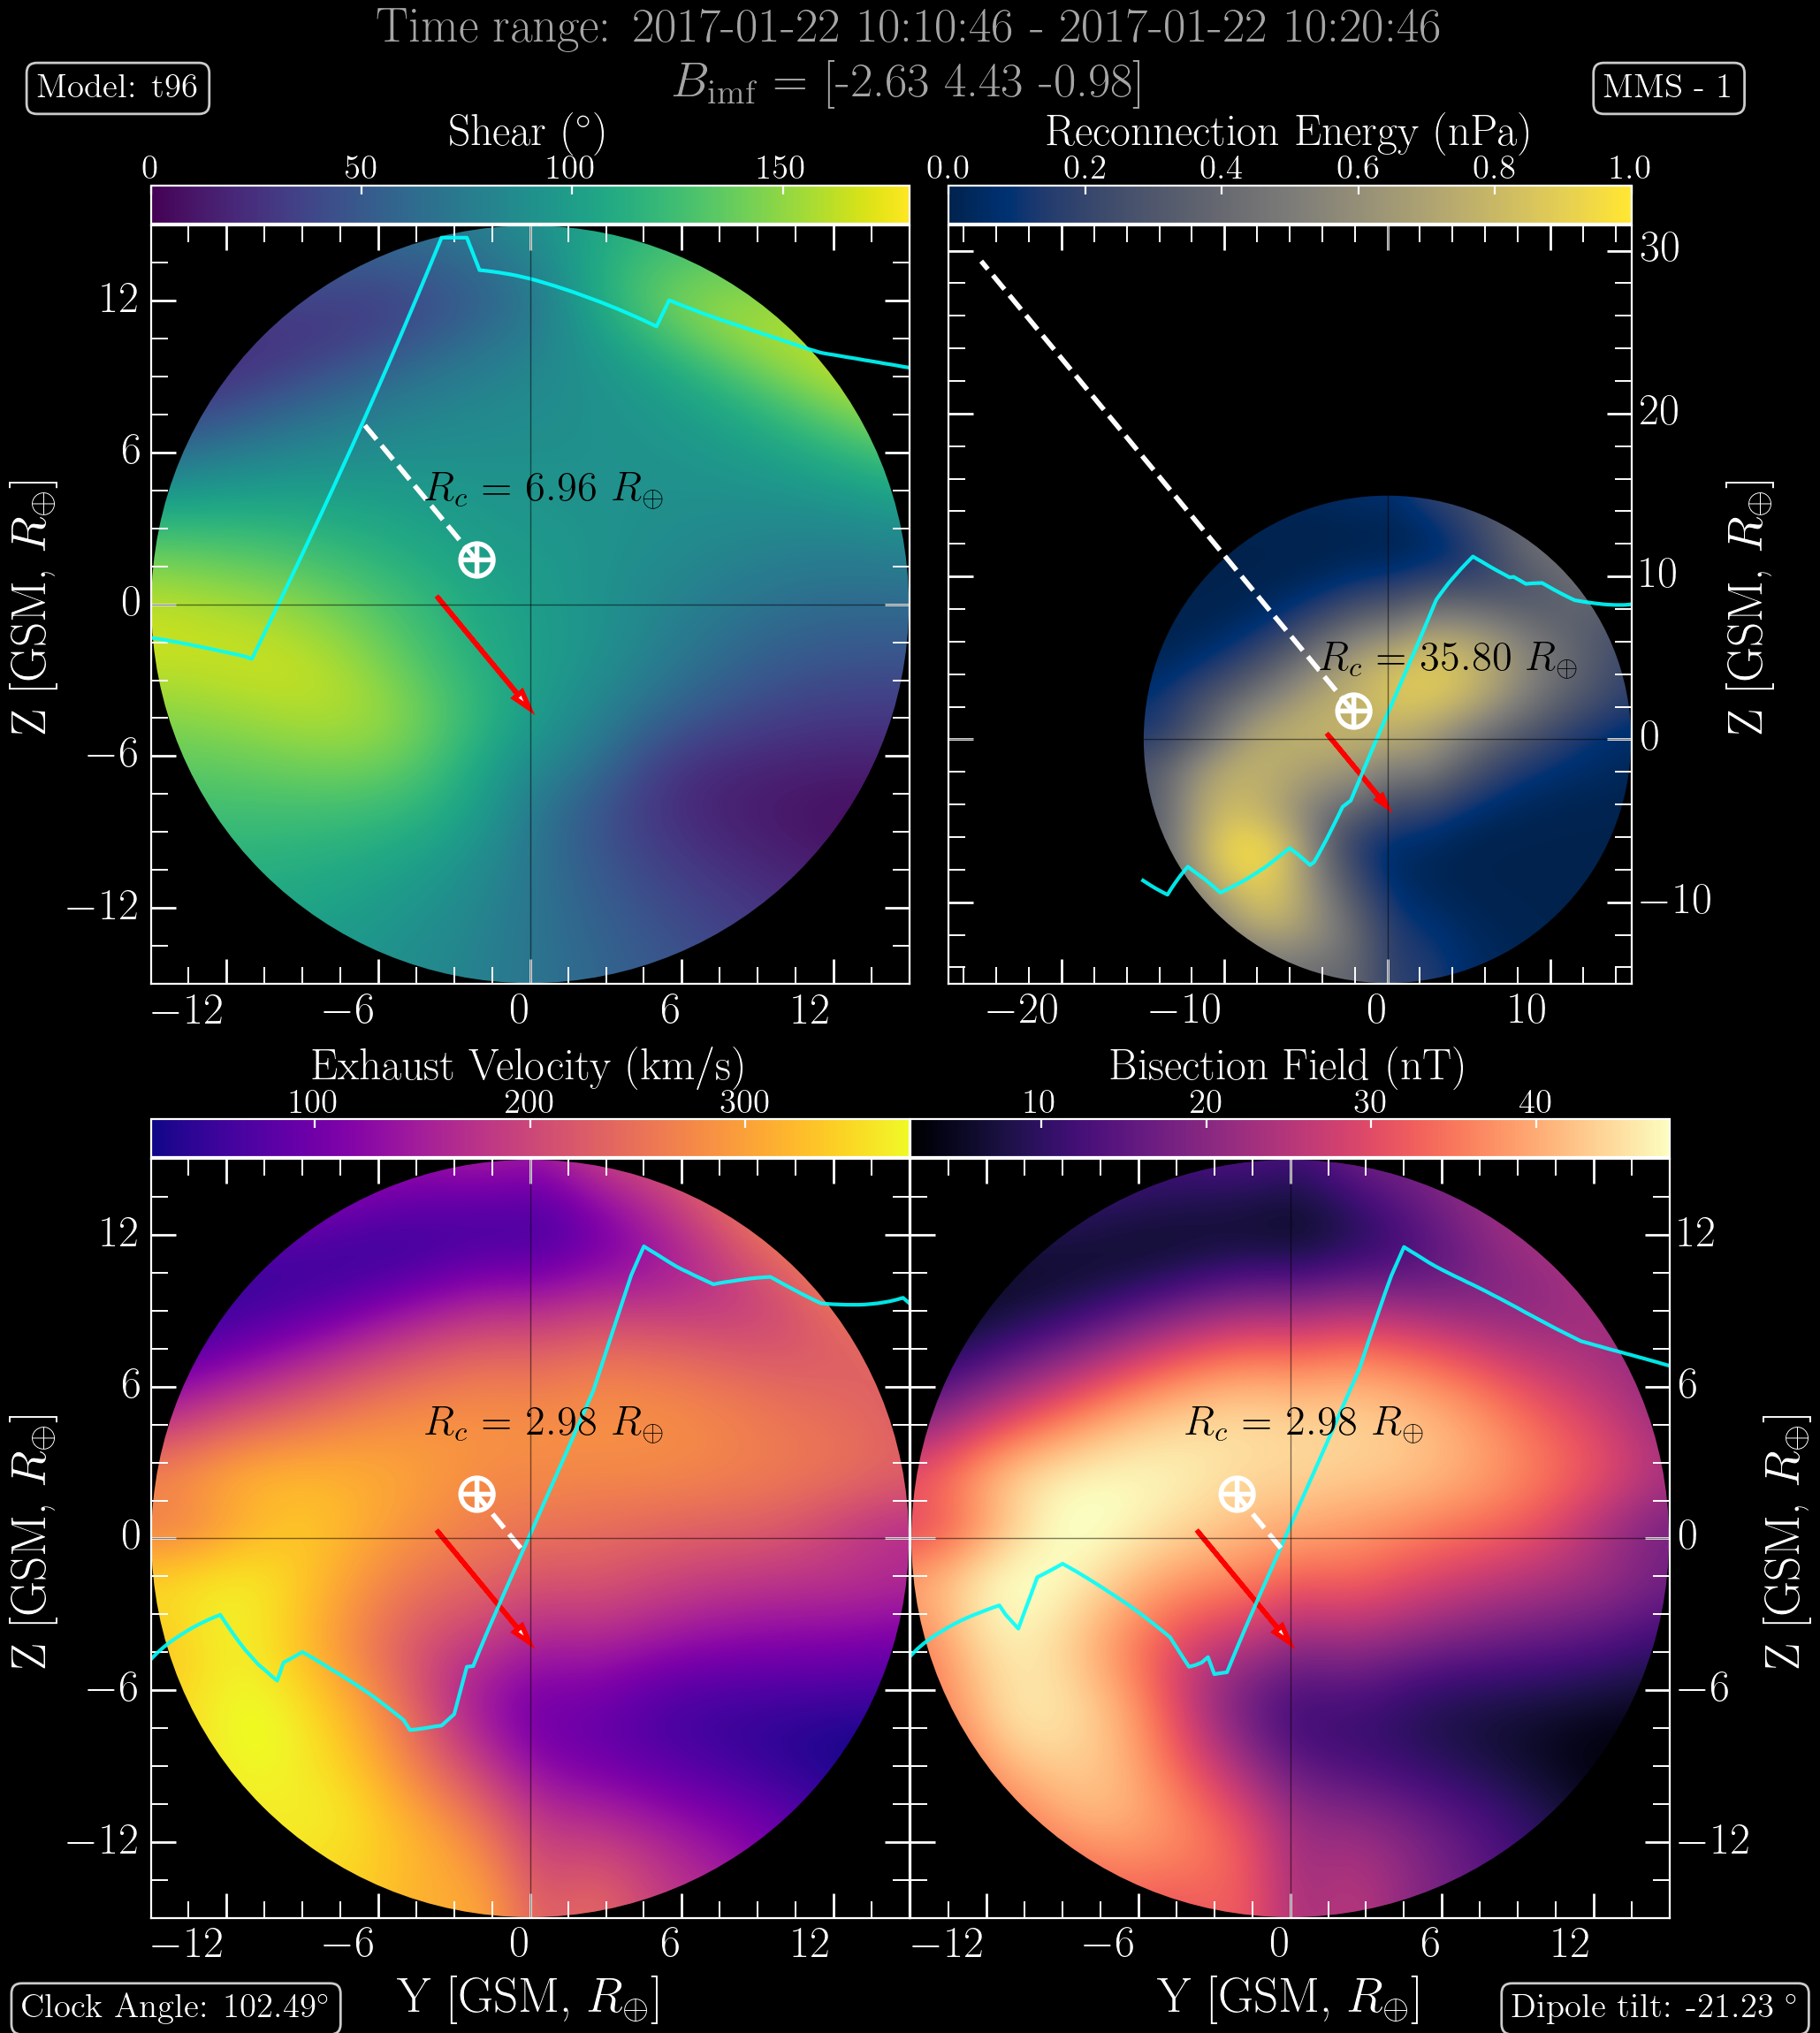 Time range: 2017-01-22 10:10:46 - 2017-01-22 10:20:46
Model: t96
B_imf = [-2.63 4.43 -0.98]
MMS - 1
Shear (°)
0 50 100 150
Reconnection Energy (nPa)
0.0 0.2 0.4 0.6 0.8 1.0
Z [GSM, R⊕]
12
6
0
−6
−12
R_c = 6.96 R⊕
−12 −6 0 6 12
R_c = 35.80 R⊕
30
20
10
0
−10
Z [GSM, R⊕]
−20 −10 0 10
Exhaust Velocity (km/s)
100 200 300
Bisection Field (nT)
10 20 30 40
Z [GSM, R⊕]
12
6
0
−6
−12
R_c = 2.98 R⊕
−12 −6 0 6 12
Y [GSM, R⊕]
R_c = 2.98 R⊕
12
6
0
−6
−12
Z [GSM, R⊕]
−12 −6 0 6 12
Y [GSM, R⊕]
Clock Angle: 102.49°
Dipole tilt: -21.23 °